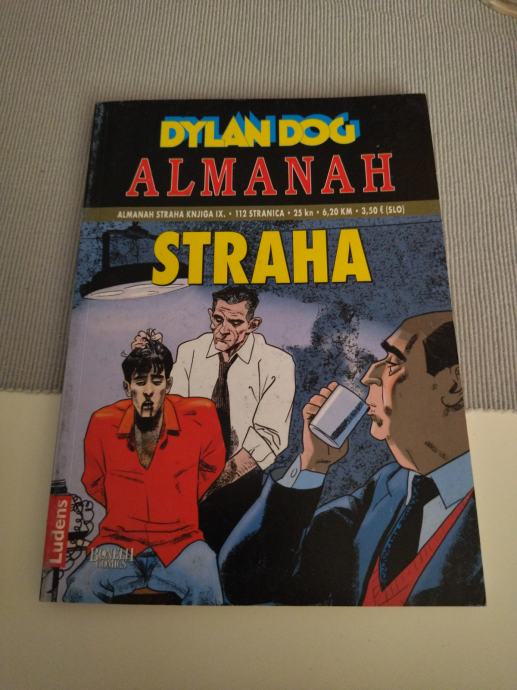 DYLAN DOG
ALMANAH
ALMANAH STRAHA KNJIGA IX. • 112 STRANICA • 25 kn • 6,20 KM • 3,50 € (SLO)
STRAHA
Ludens
BONELLI
COMICS